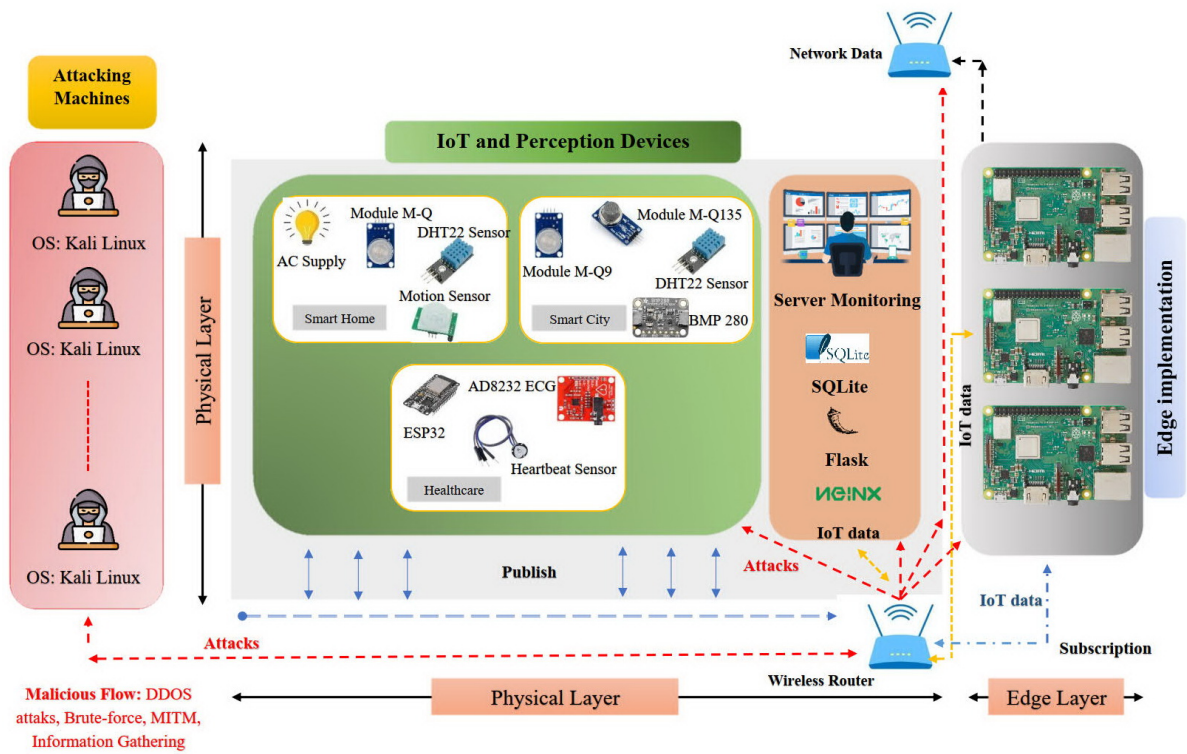 Network Data
Attacking
Machines
IoT and Perception Devices
OS: Kali Linux
OS: Kali Linux
OS: Kali Linux
Physical Layer
AC Supply
Module M-Q
DHT22 Sensor
Motion Sensor
Smart Home
Module M-Q135
Module M-Q9
DHT22 Sensor
BMP 280
Smart City
AD8232 ECG
ESP32
Heartbeat Sensor
Healthcare
Server Monitoring
SQLite
SQLite
Flask
NGINX
IoT data
IoT data
Edge implementation
Publish
Attacks
IoT data
Attacks
Subscription
Wireless Router
Malicious Flow: DDOS
attaks, Brute-force, MITM,
Information Gathering
Physical Layer
Edge Layer